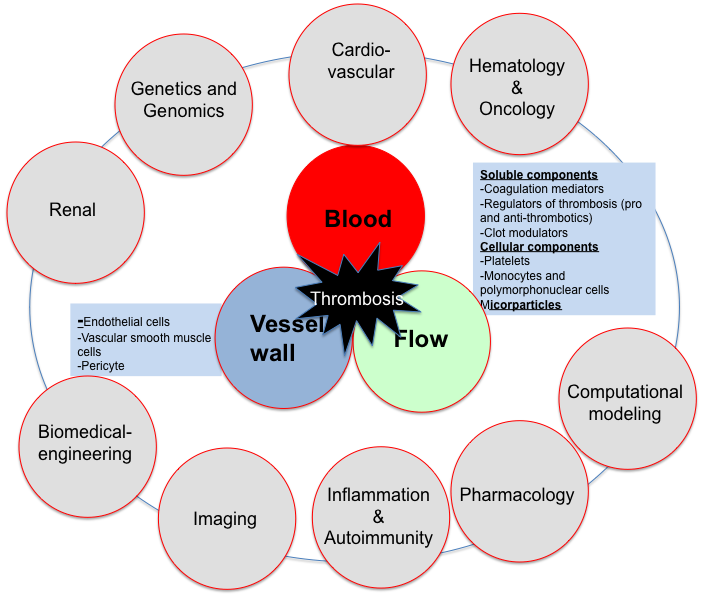 Cardio-
vascular
Hematology
&
Oncology
Genetics and
Genomics
Renal
Blood
Soluble components
-Coagulation mediators
-Regulators of thrombosis (pro
and anti-thrombotics)
-Clot modulators
Cellular components
-Platelets
-Monocytes and
polymorphonuclear cells
Micorparticles
Thrombosis
Vessel
wall
Flow
-Endothelial cells
-Vascular smooth muscle
cells
-Pericyte
Computational
modeling
Biomedical-
engineering
Imaging
Inflammation
&
Autoimmunity
Pharmacology